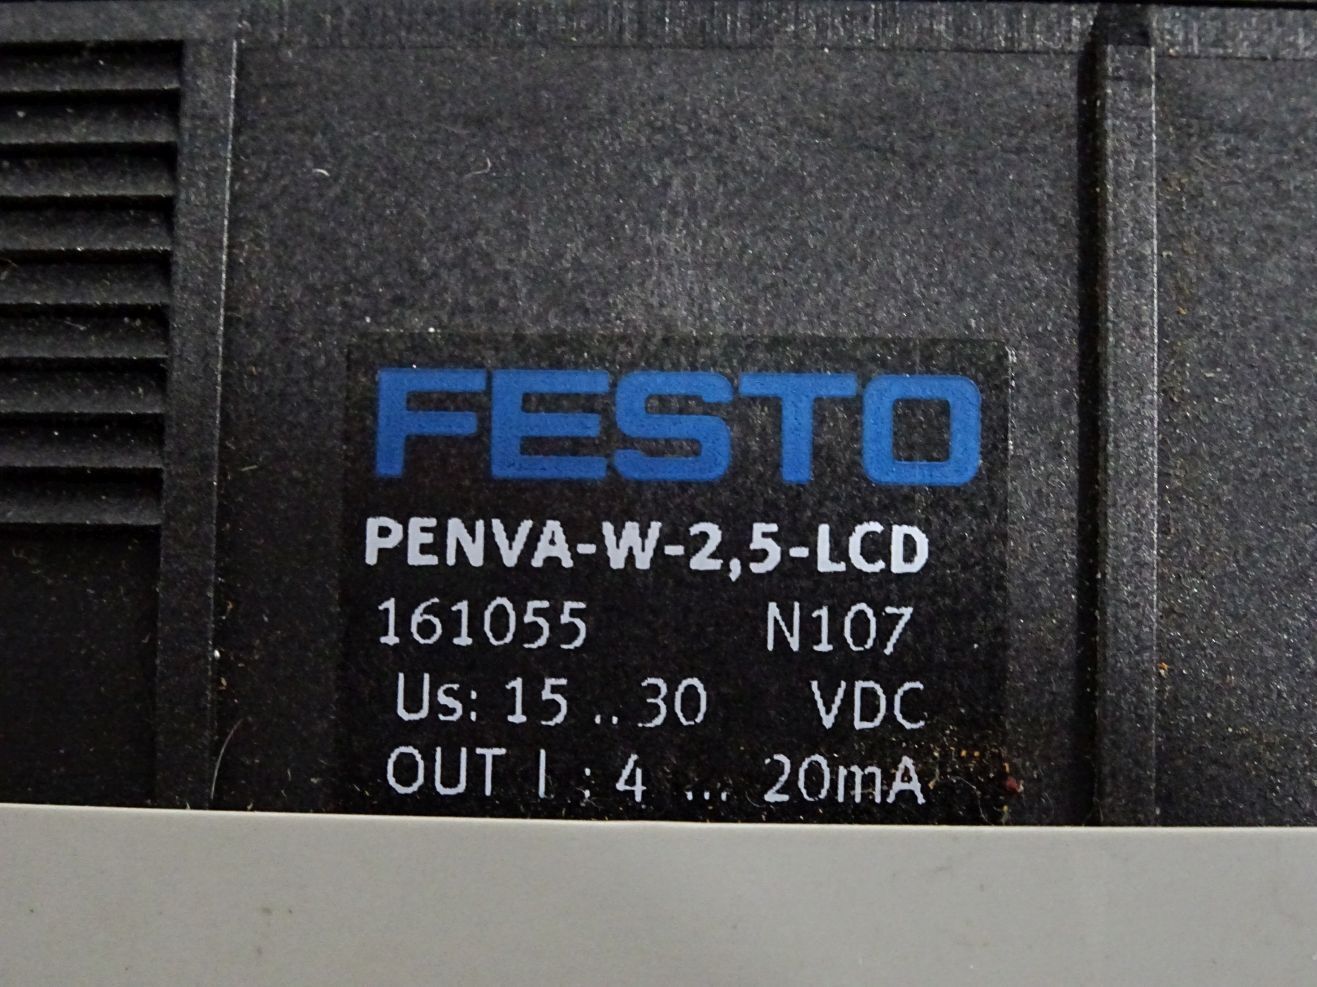 FESTO
PENVA-W-2,5-LCD
161055 N107
Us: 15 .. 30 VDC
OUT I : 4 ... 20mA